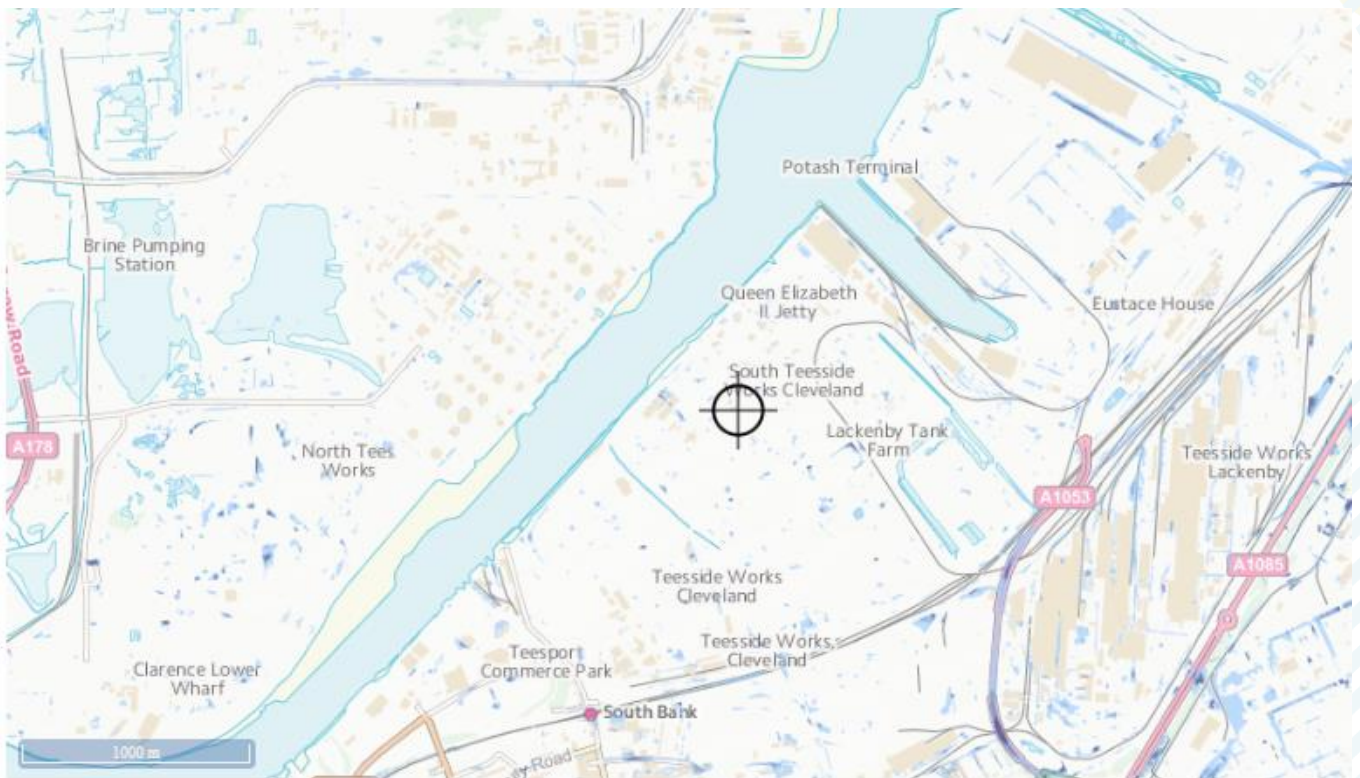 Potash Terminal
Brine Pumping
Station
Queen Elizabeth
II Jetty
Eustace House
South Teesside
Works Cleveland
A178
North Tees
Works
Lackenby Tank
Farm
Teesside Works
Lackenby
A1053
A1085
Teesside Works
Cleveland
Teesside Works,
Cleveland
Teesport
Commerce Park
Clarence Lower
Wharf
South Bank
1000 m
Road
Road